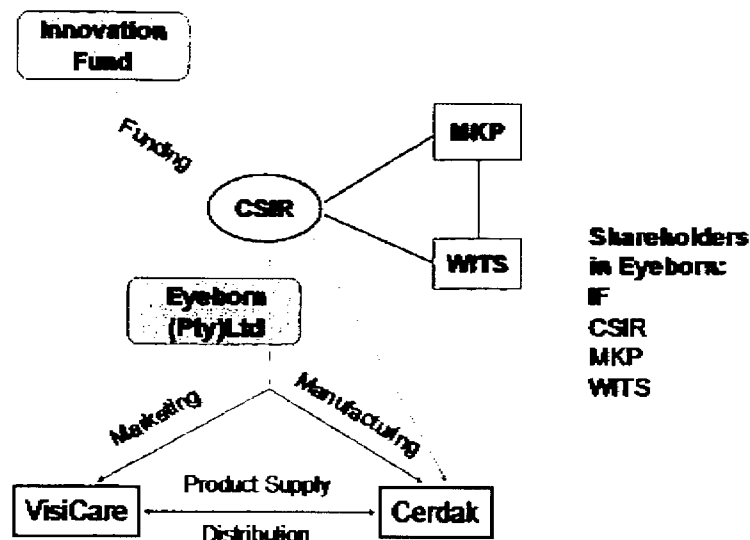 Innovation
Fund
Funding
MKP
CSIR
WITS
Shareholders
in Eyeborn:
IF
CSIR
MKP
WITS
Eyeborn
(Pty)Ltd
Marketing
Manufacturing
Product Supply
VisiCare
Cerdak
Distribution